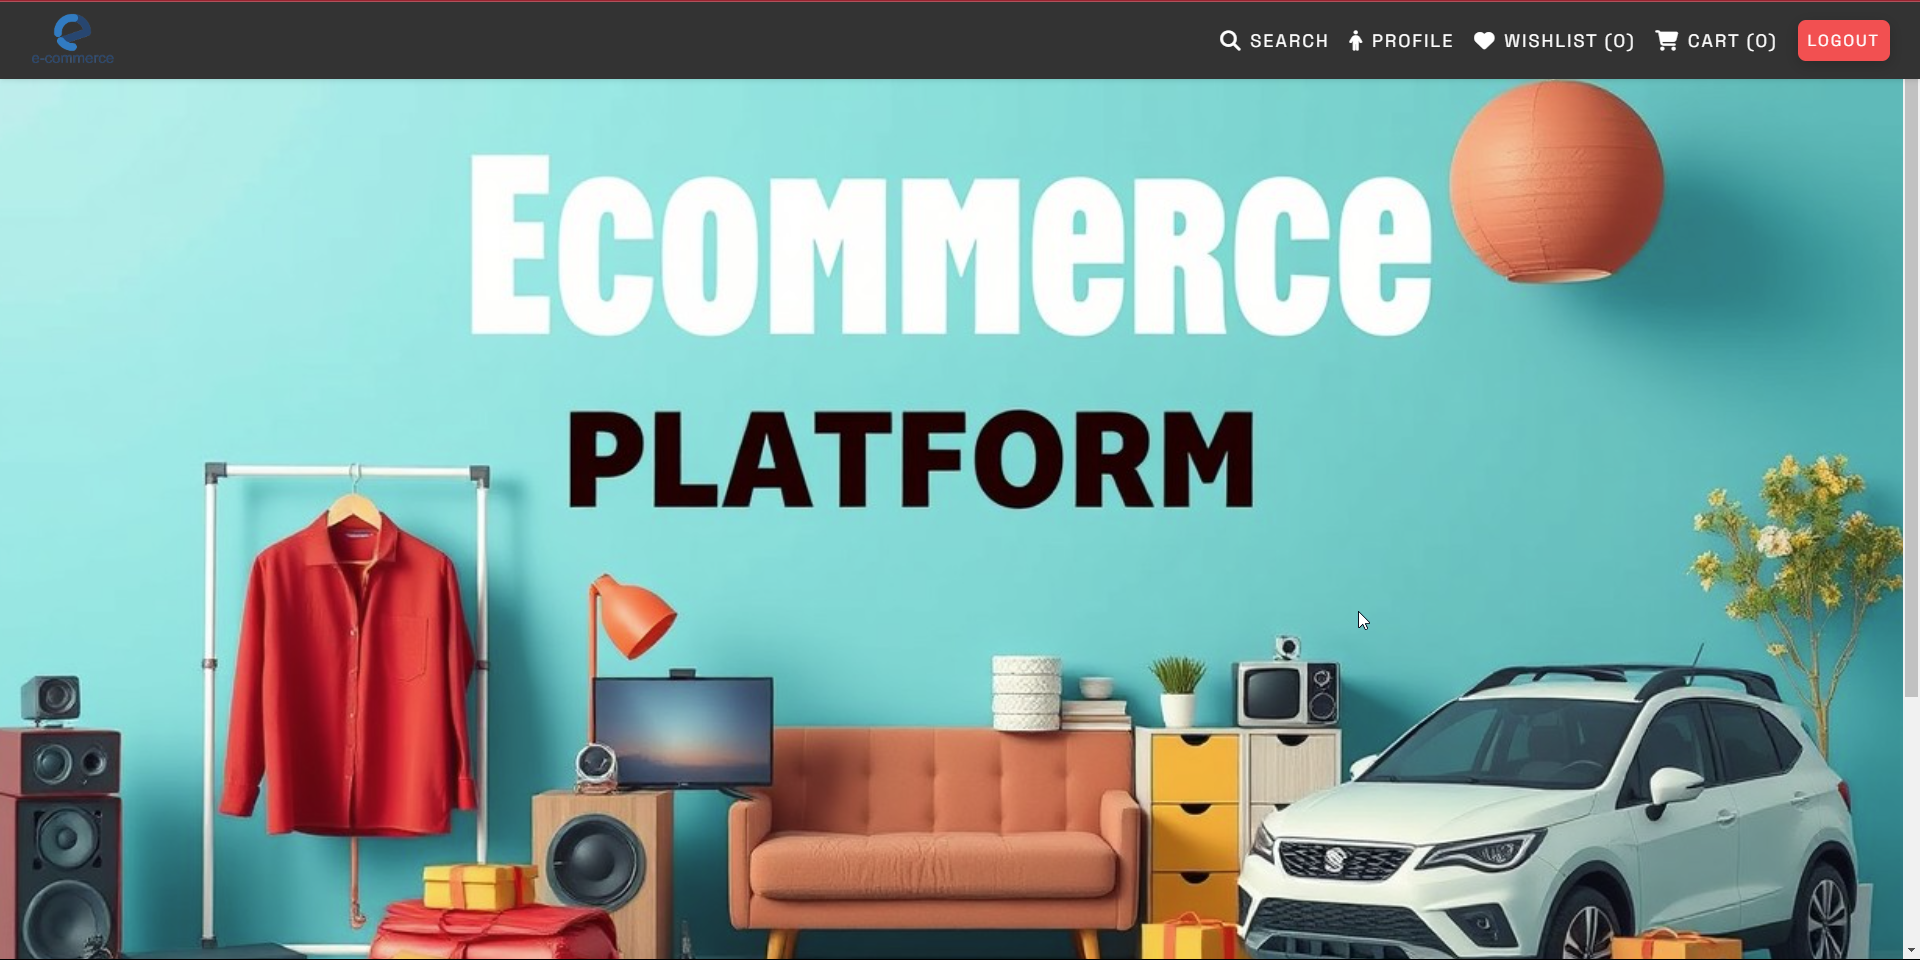 e-commerce
SEARCH PROFILE WISHLIST (0) CART (0) LOGOUT
Ecommerce
PLATFORM